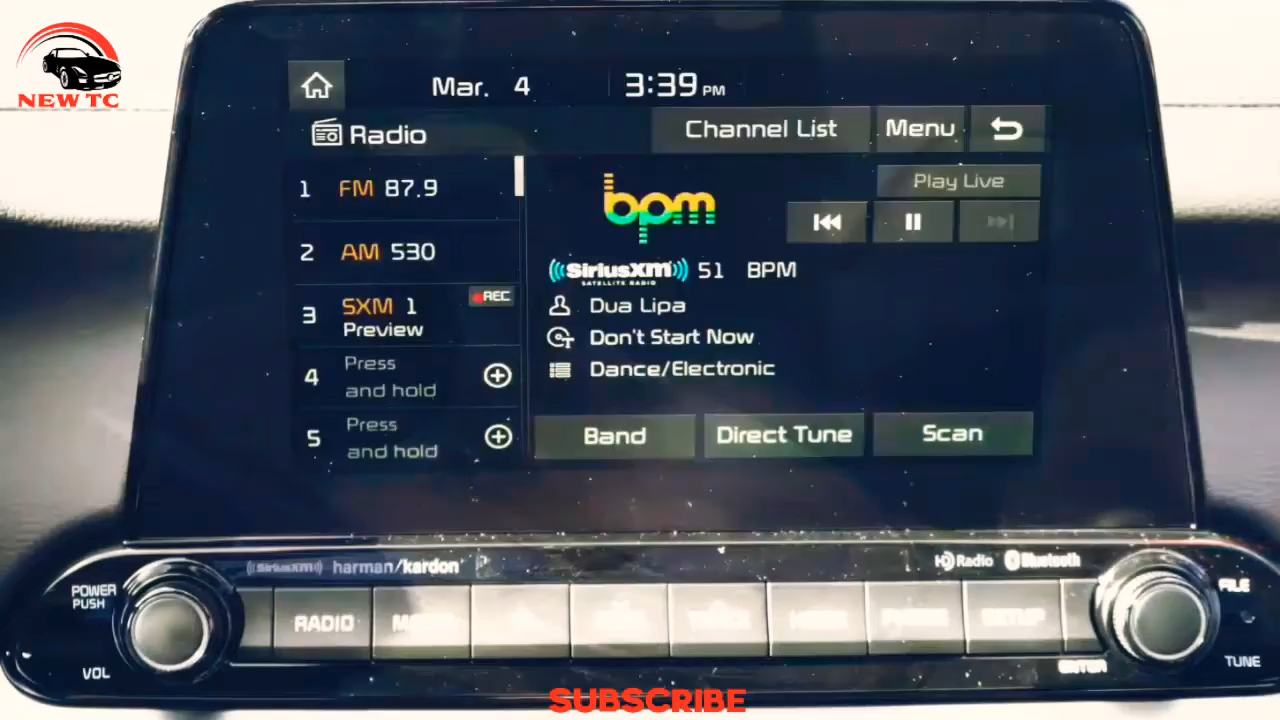 NEW TC
Mar. 4 3:39 PM
Radio
Channel List Menu
1 FM 87.9
2 AM 530
3 SXM 1 REC
Preview
4 Press
and hold
5 Press
and hold
bpm
Play Live
SiriusXM 51 BPM
SATELLITE RADIO
Dua Lipa
Don't Start Now
Dance/Electronic
Band Direct Tune Scan
SiriusXM harman/kardon HD Radio Bluetooth
POWER
PUSH
VOL
RADIO
SETUP
FILE
TUNE
ENTER
SUBSCRIBE